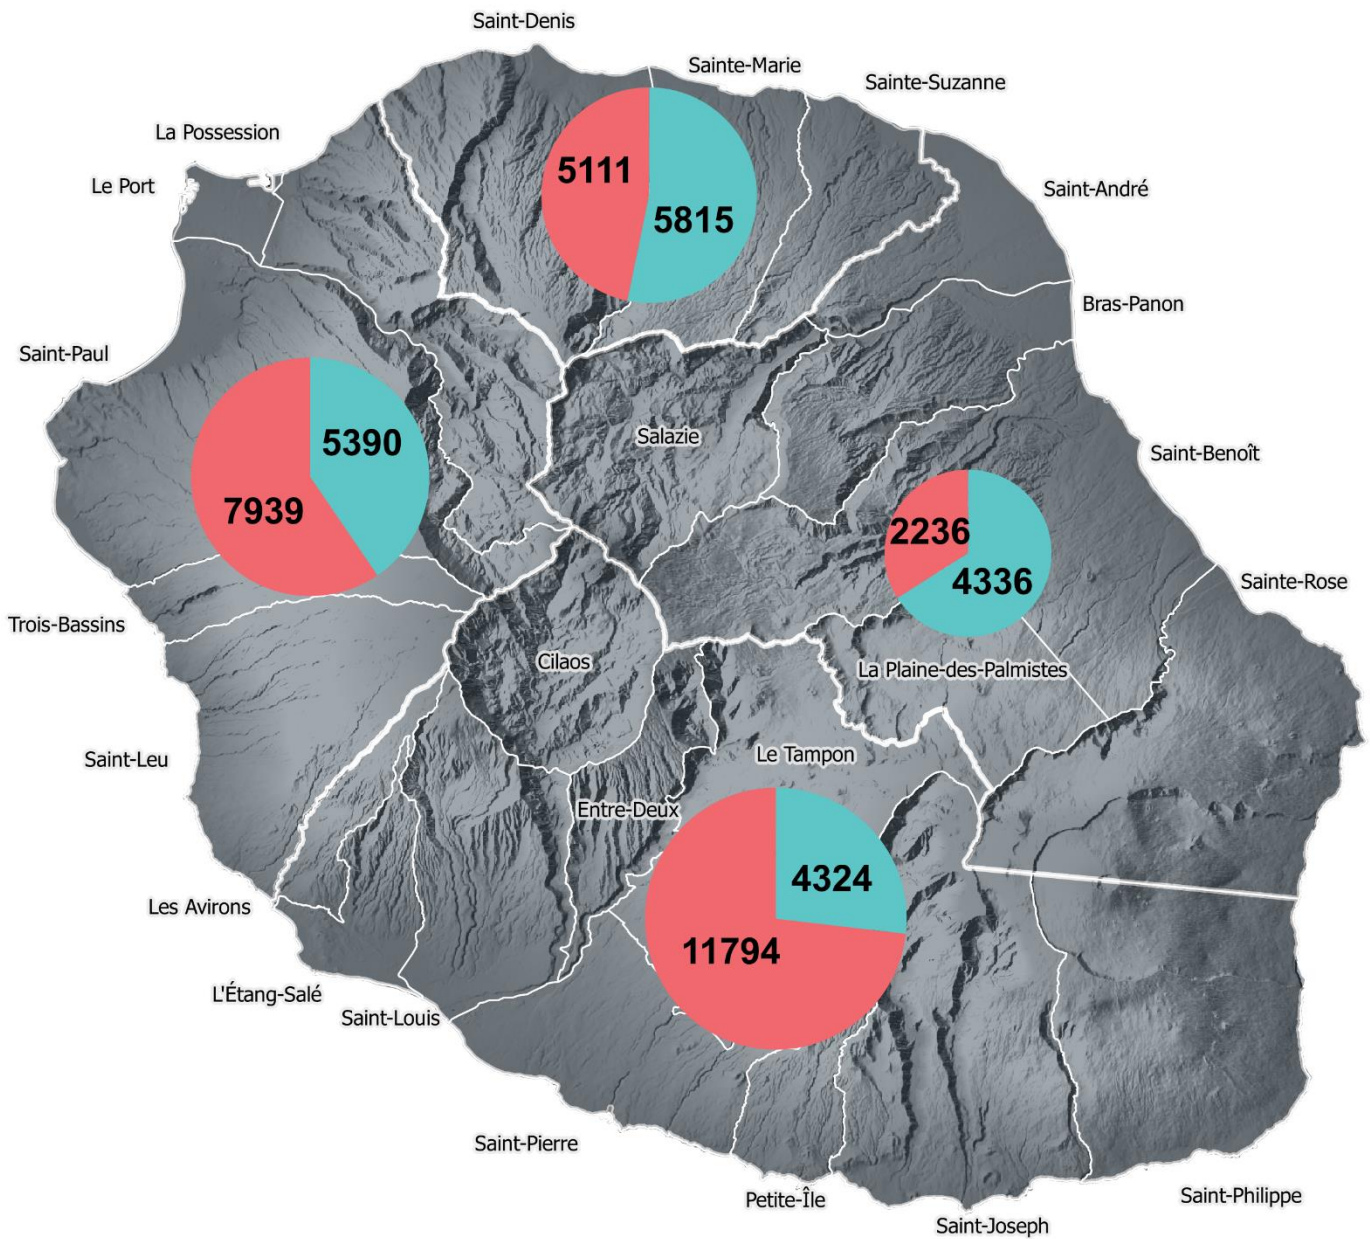 Saint-Denis
Sainte-Marie
Sainte-Suzanne
La Possession
Le Port
Saint-André
5111
5815
Bras-Panon
Saint-Paul
5390
7939
Salazie
Saint-Benoît
2236
4336
Sainte-Rose
Trois-Bassins
Cilaos
La Plaine-des-Palmistes
Saint-Leu
Le Tampon
Entre-Deux
4324
11794
Les Avirons
L'Étang-Salé
Saint-Louis
Saint-Pierre
Petite-Île
Saint-Philippe
Saint-Joseph